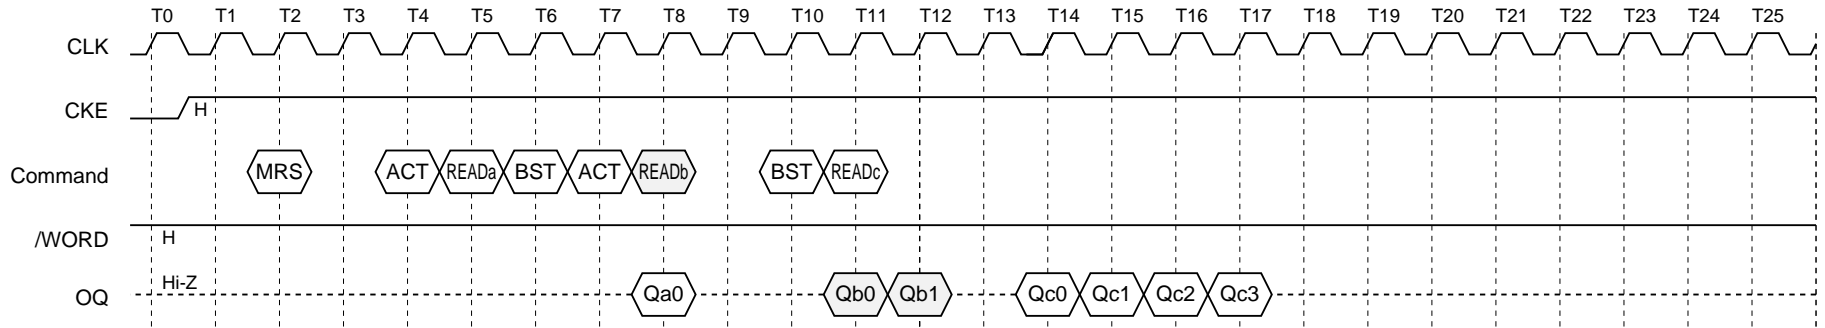 T0 T1 T2 T3 T4 T5 T6 T7 T8 T9 T10 T11 T12 T13 T14 T15 T16 T17 T18 T19 T20 T21 T22 T23 T24 T25
CLK
CKE H
Command MRS ACT READa BST ACT READb BST READc
/WORD H
OQ Hi-Z Qa0 Qb0 Qb1 Qc0 Qc1 Qc2 Qc3